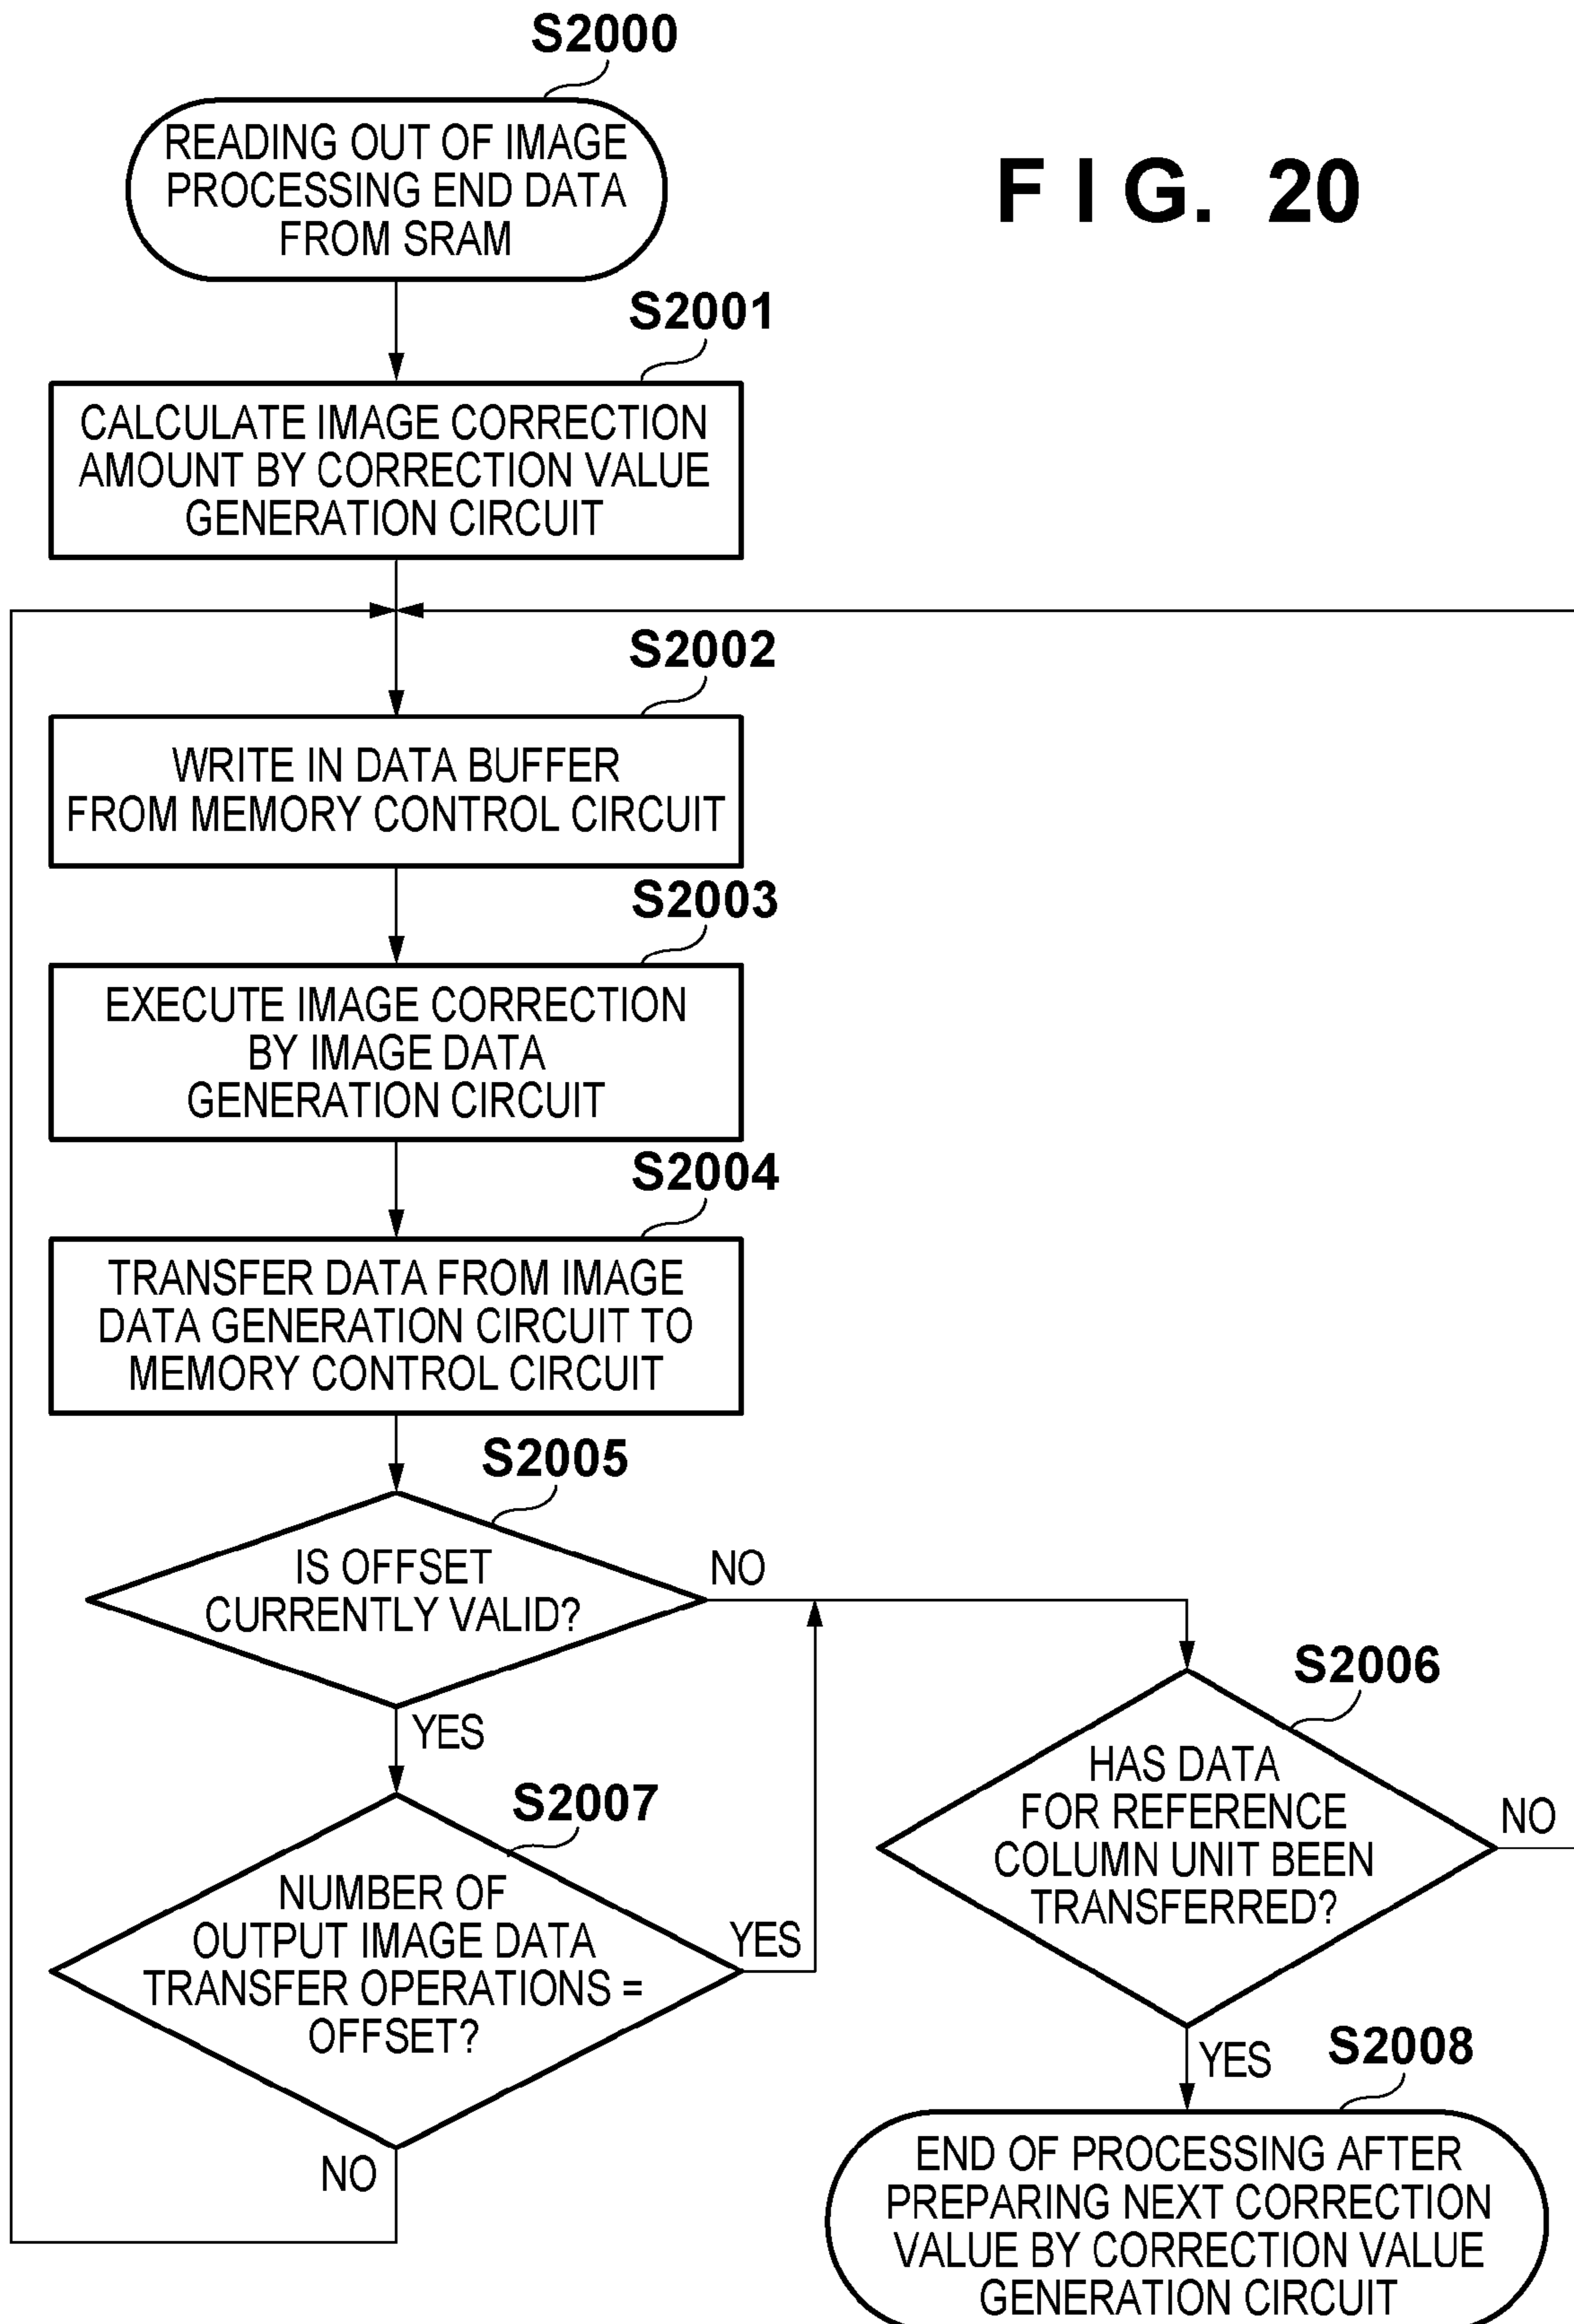 S2000
READING OUT OF IMAGE
PROCESSING END DATA
FROM SRAM
F I G. 20
S2001
CALCULATE IMAGE CORRECTION
AMOUNT BY CORRECTION VALUE
GENERATION CIRCUIT
S2002
WRITE IN DATA BUFFER
FROM MEMORY CONTROL CIRCUIT
S2003
EXECUTE IMAGE CORRECTION
BY IMAGE DATA
GENERATION CIRCUIT
S2004
TRANSFER DATA FROM IMAGE
DATA GENERATION CIRCUIT TO
MEMORY CONTROL CIRCUIT
S2005
IS OFFSET
CURRENTLY VALID?
NO
YES
S2007
NUMBER OF
OUTPUT IMAGE DATA
TRANSFER OPERATIONS =
OFFSET?
YES
NO
S2006
HAS DATA
FOR REFERENCE
COLUMN UNIT BEEN
TRANSFERRED?
NO
YES
S2008
END OF PROCESSING AFTER
PREPARING NEXT CORRECTION
VALUE BY CORRECTION VALUE
GENERATION CIRCUIT